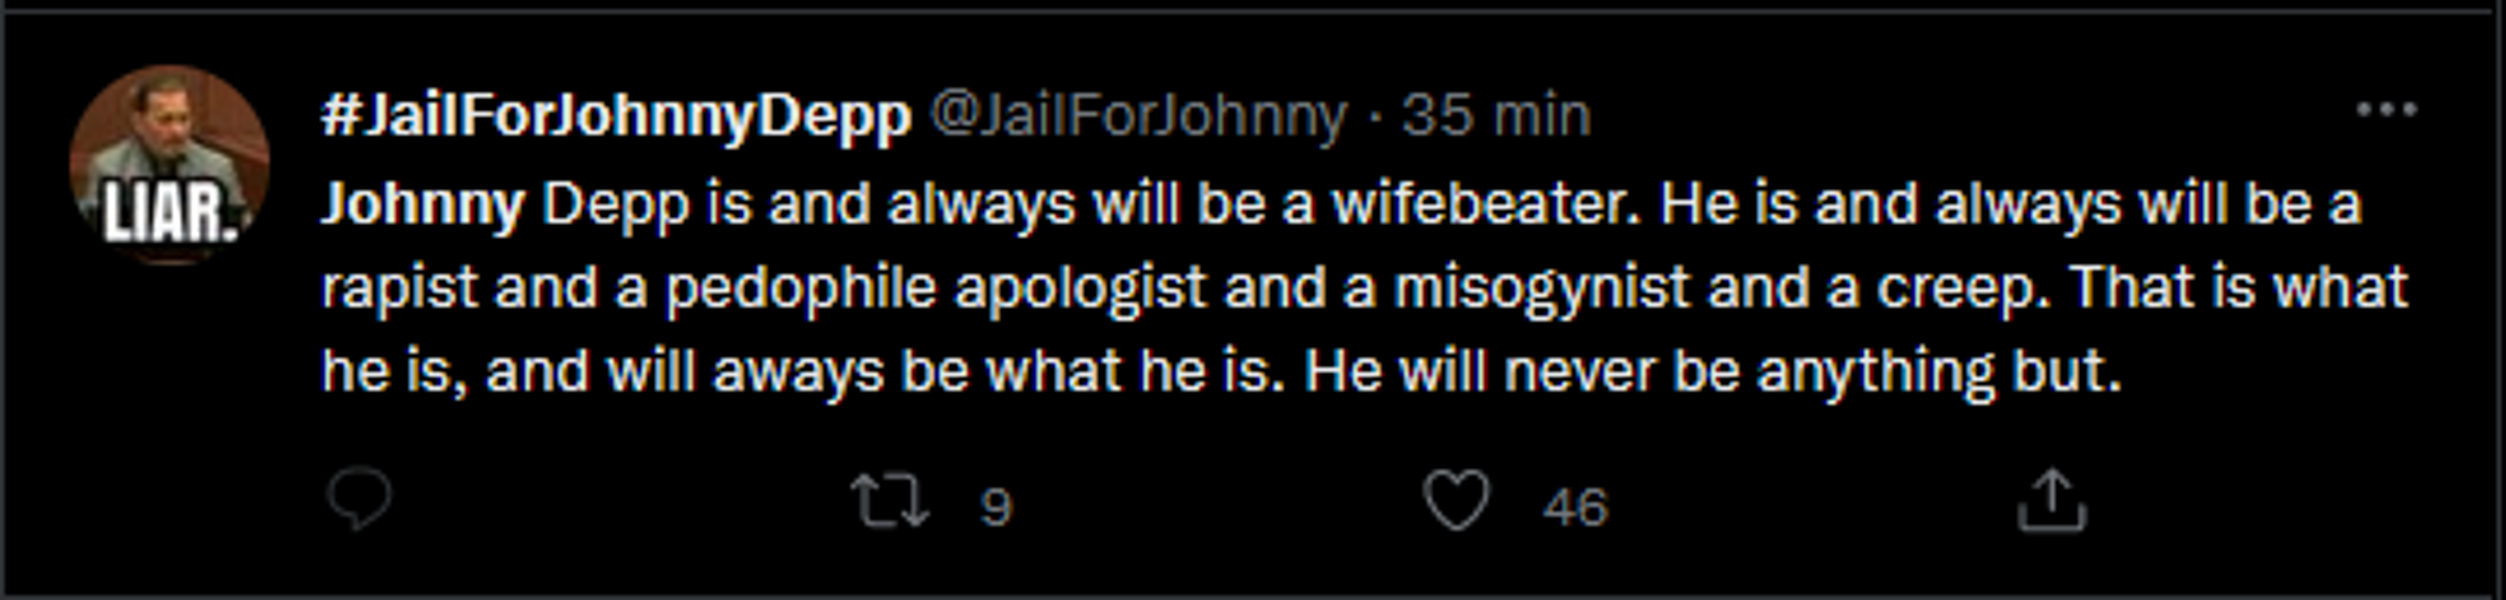 #JailForJohnnyDepp @JailForJohnny · 35 min
LIAR.
Johnny Depp is and always will be a wifebeater. He is and always will be a
rapist and a pedophile apologist and a misogynist and a creep. That is what
he is, and will aways be what he is. He will never be anything but.
9 46